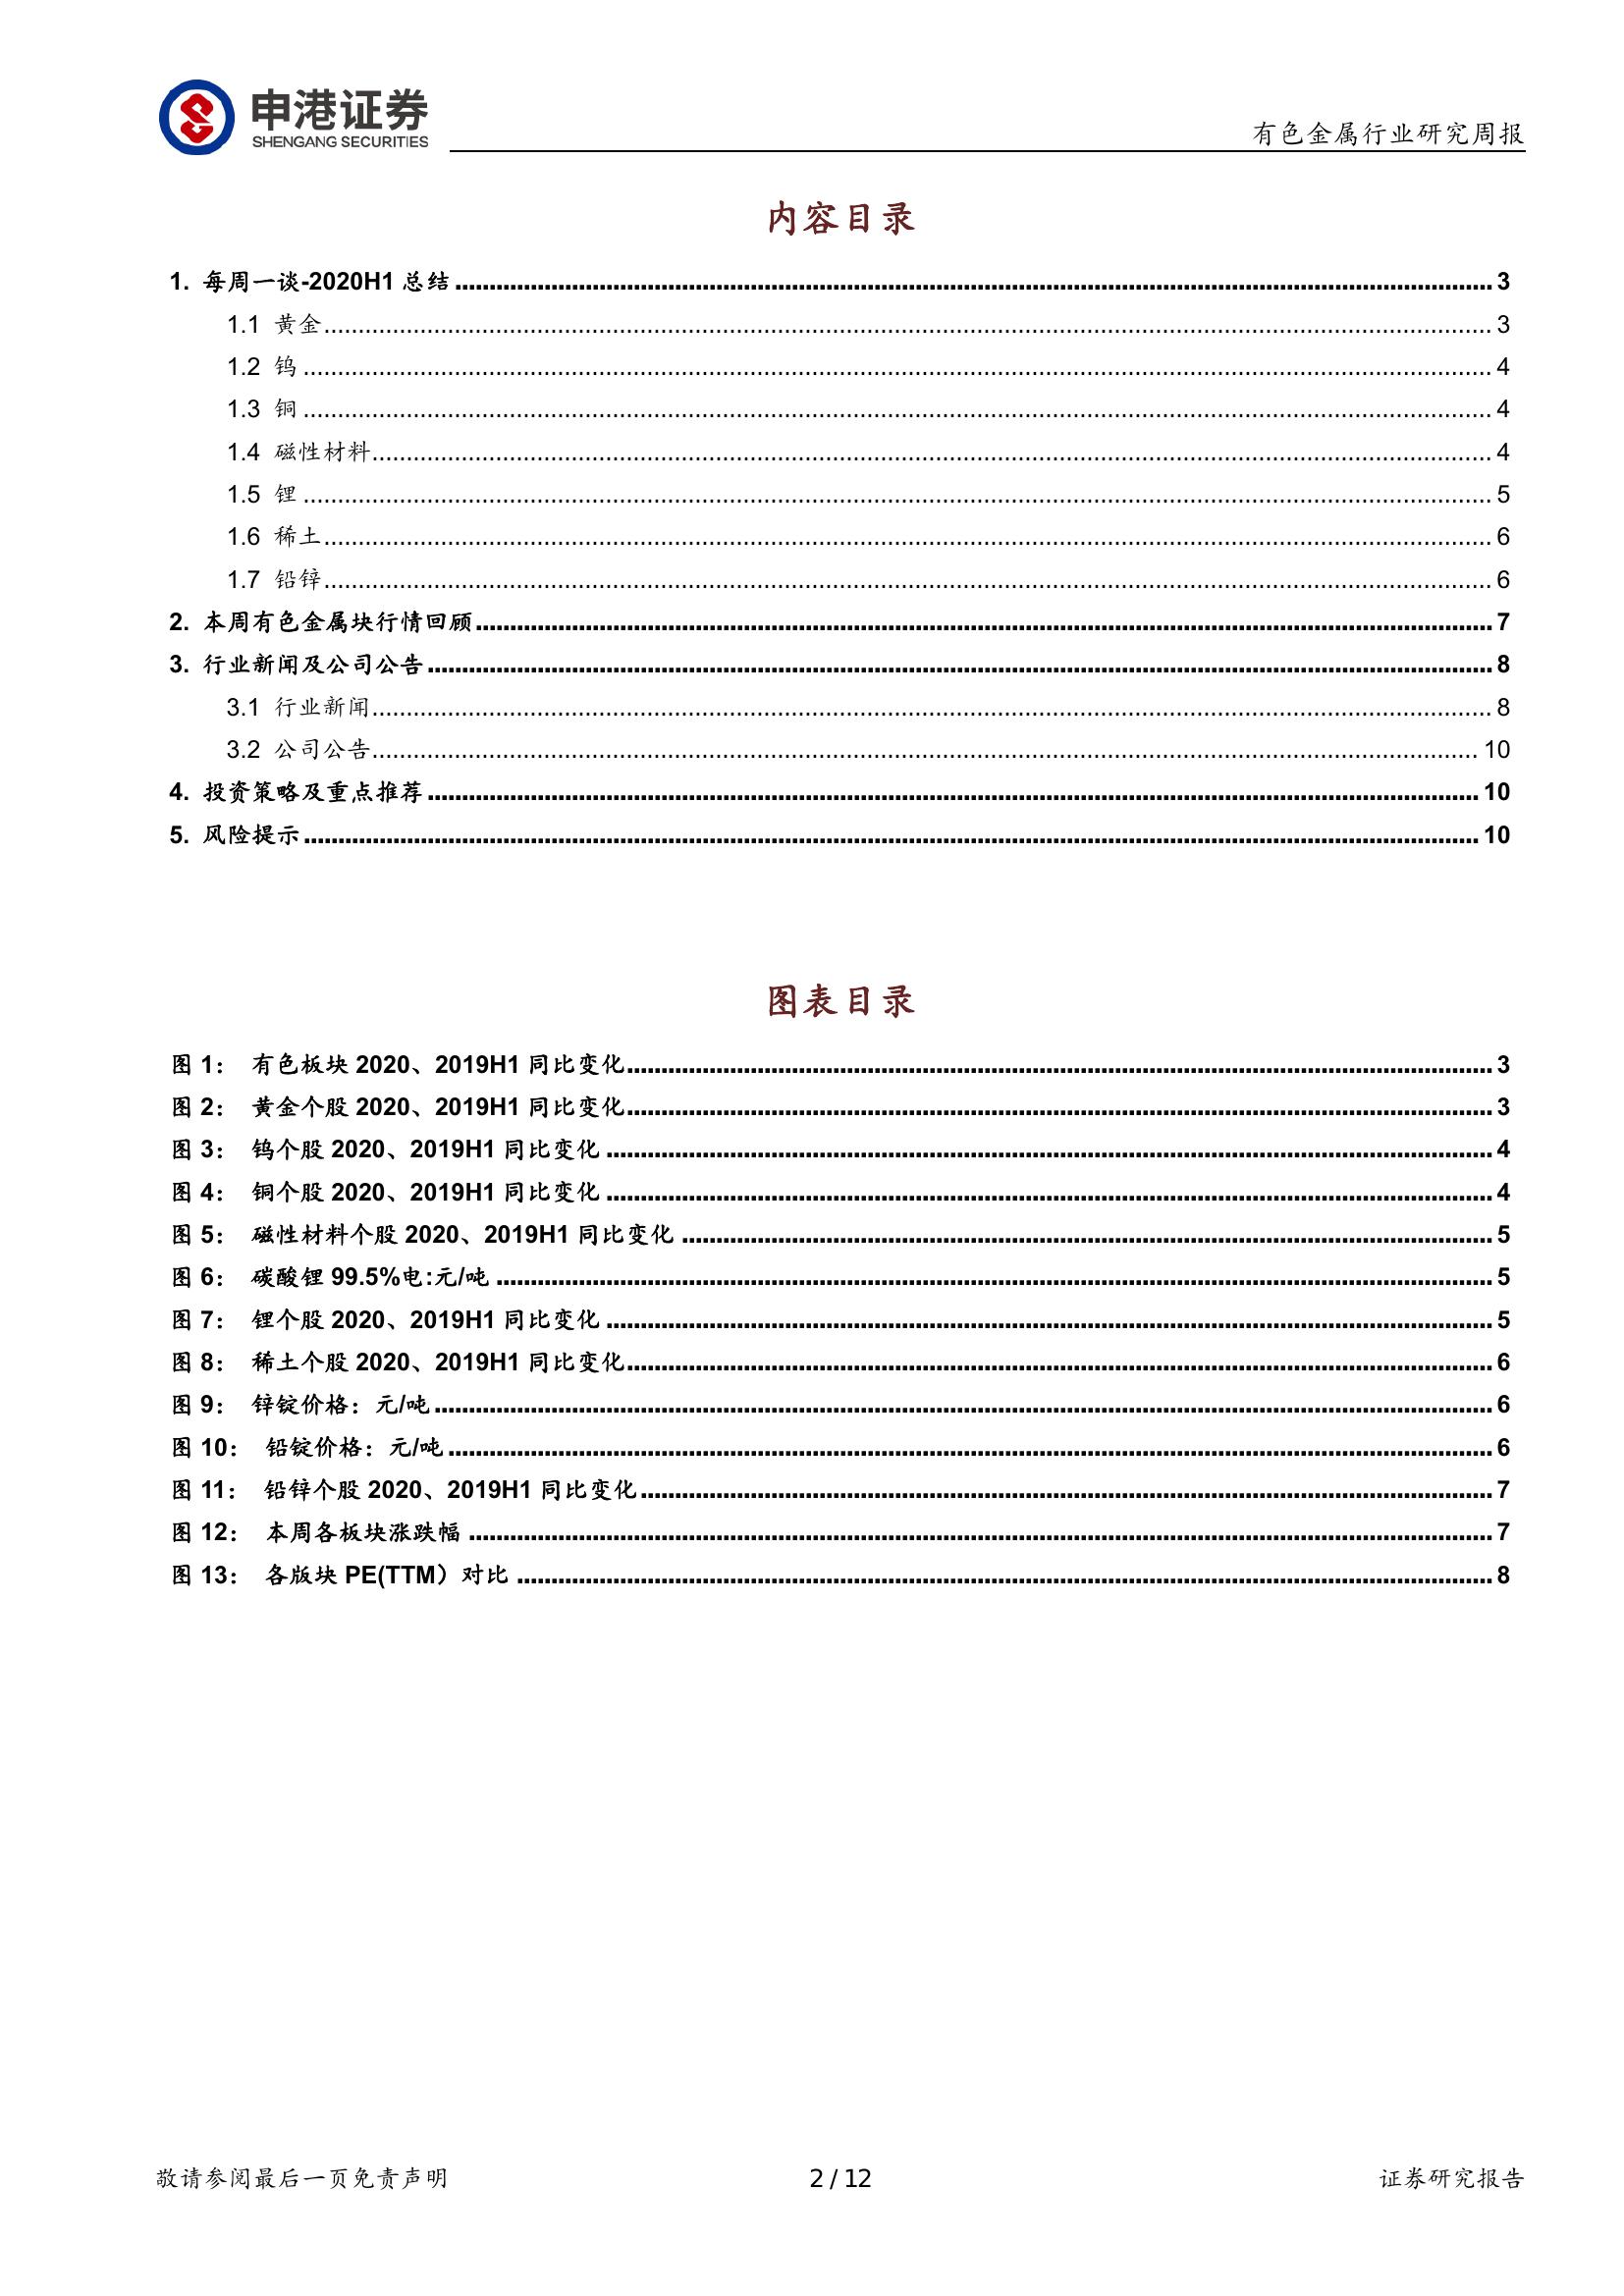 申港证券
SHENGANG SECURITIES
有色金属行业研究周报
内容目录
1. 每周一谈-2020H1 总结 3
1.1 黄金 3
1.2 钨 4
1.3 铜 4
1.4 磁性材料 4
1.5 锂 5
1.6 稀土 6
1.7 铅锌 6
2. 本周有色金属块行情回顾 7
3. 行业新闻及公司公告 8
3.1 行业新闻 8
3.2 公司公告 10
4. 投资策略及重点推荐 10
5. 风险提示 10
图表目录
图 1： 有色板块 2020、2019H1 同比变化 3
图 2： 黄金个股 2020、2019H1 同比变化 3
图 3： 钨个股 2020、2019H1 同比变化 4
图 4： 铜个股 2020、2019H1 同比变化 4
图 5： 磁性材料个股 2020、2019H1 同比变化 5
图 6： 碳酸锂 99.5%电:元/吨 5
图 7： 锂个股 2020、2019H1 同比变化 5
图 8： 稀土个股 2020、2019H1 同比变化 6
图 9： 锌锭价格：元/吨 6
图 10： 铅锭价格：元/吨 6
图 11： 铅锌个股 2020、2019H1 同比变化 7
图 12： 本周各板块涨跌幅 7
图 13： 各版块 PE(TTM）对比 8
敬请参阅最后一页免责声明 2 / 12 证券研究报告